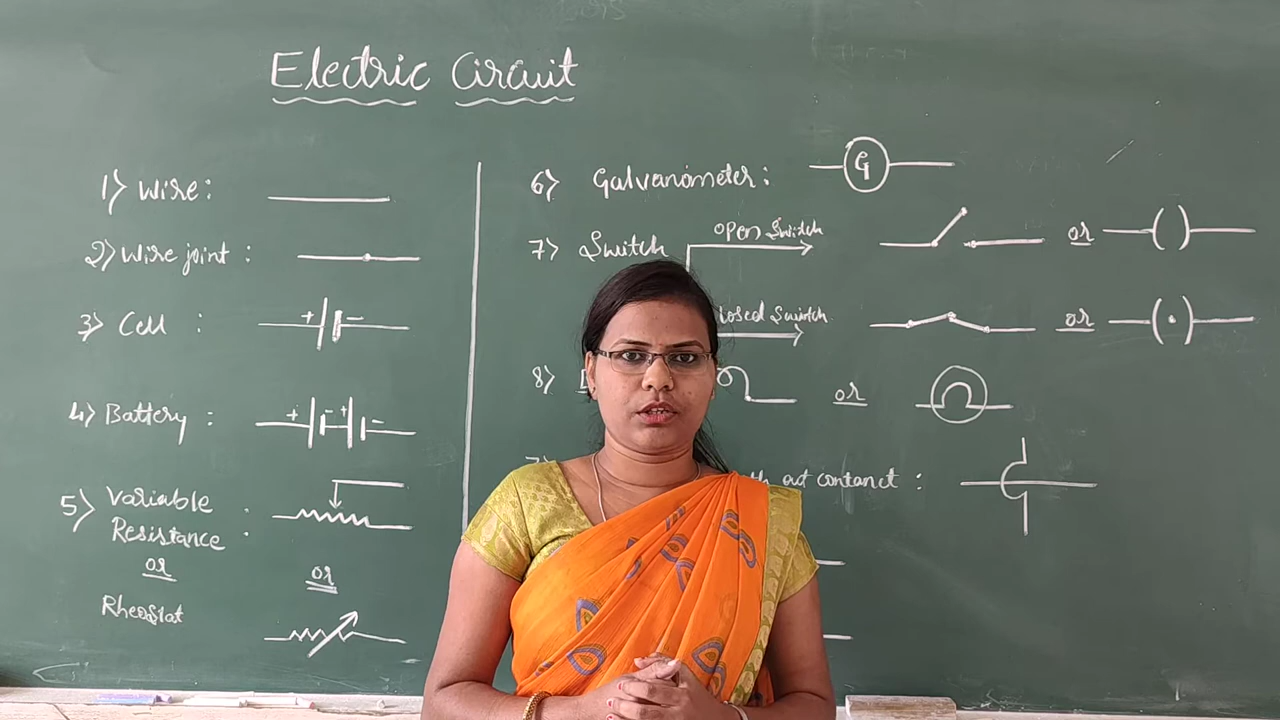 Electric Circuit
1) Wire:
2) Wire joint :
3) Cell :
+ -
4) Battery :
+ - + -
5) Variable
Resistance :
or
or
Rheostat
6) Galvanometer :
G
7) Switch
open Switch
or
losed Switch
or
8)
or
out contanct :